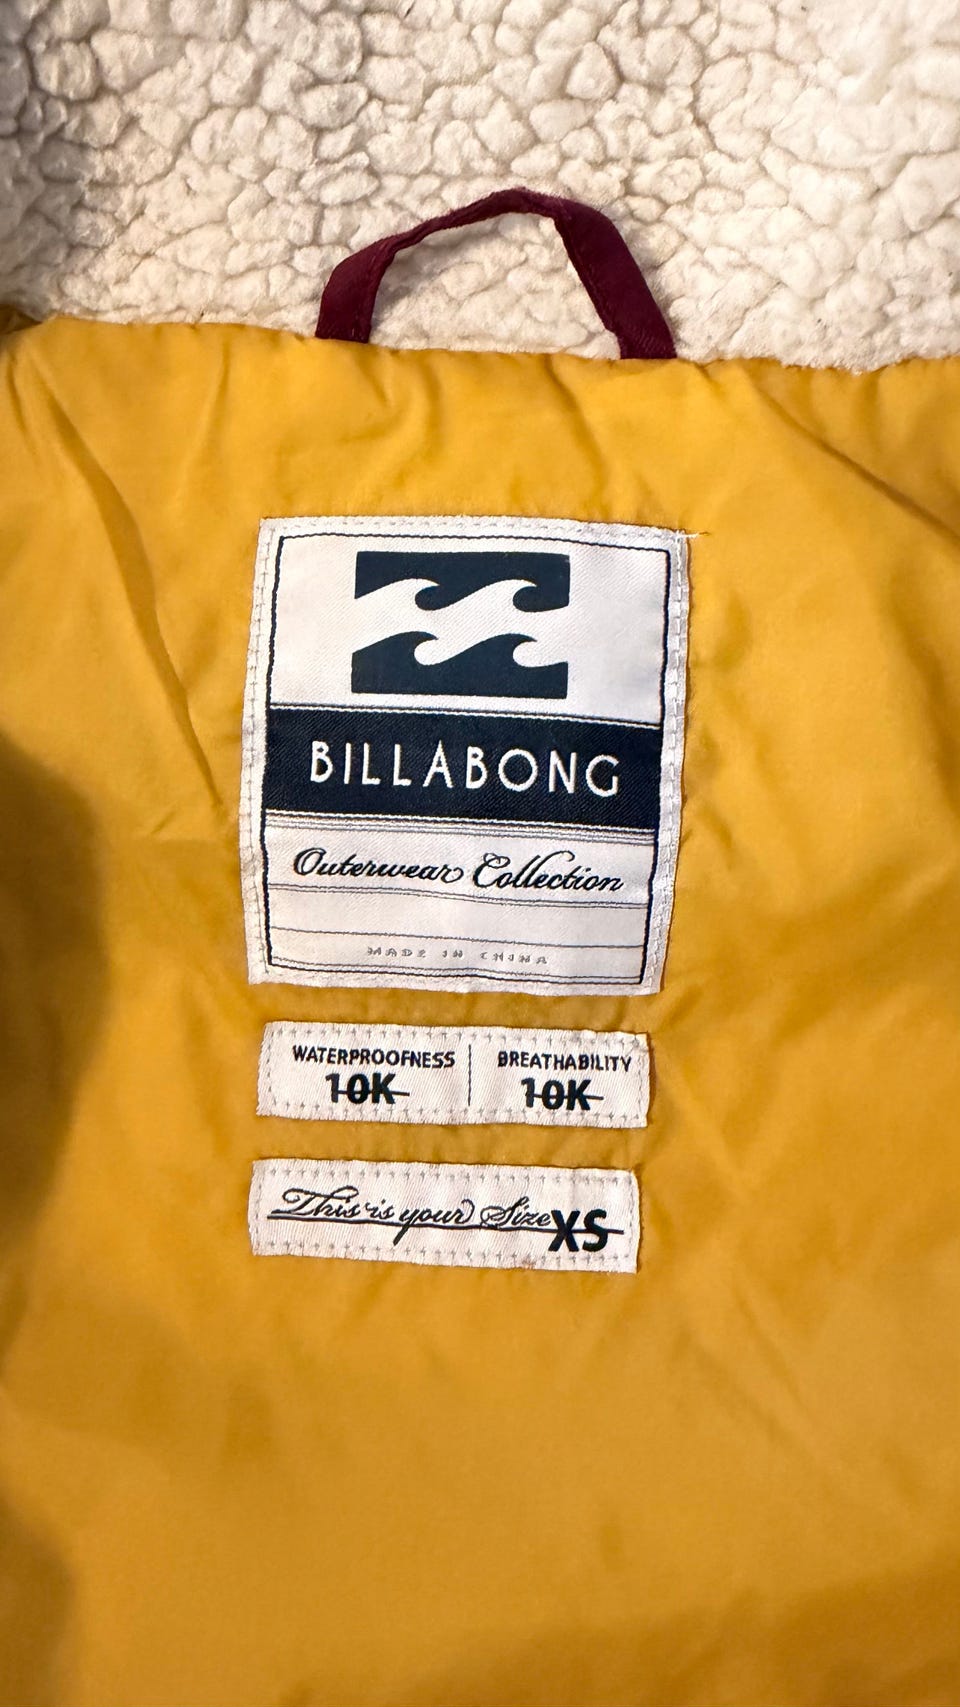 BILLABONG
Outerwear Collection
MADE IN CHINA
WATERPROOFNESS BREATHABILITY
10K 10K
This is your Size XS